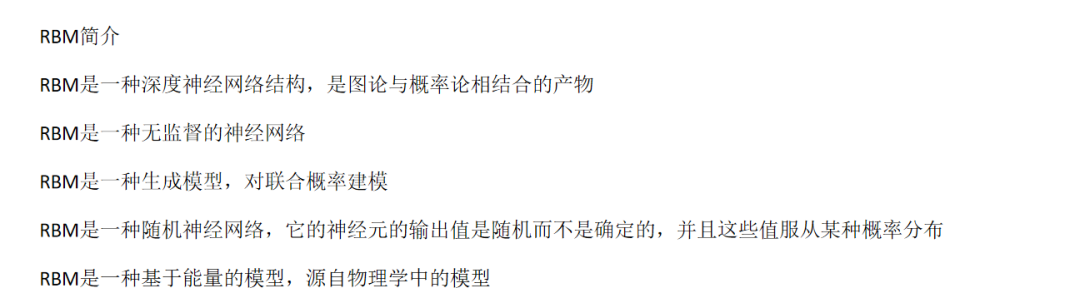 RBM简介
RBM是一种深度神经网络结构，是图论与概率论相结合的产物
RBM是一种无监督的神经网络
RBM是一种生成模型，对联合概率建模
RBM是一种随机神经网络，它的神经元的输出值是随机而不是确定的，并且这些值服从某种概率分布
RBM是一种基于能量的模型，源自物理学中的模型